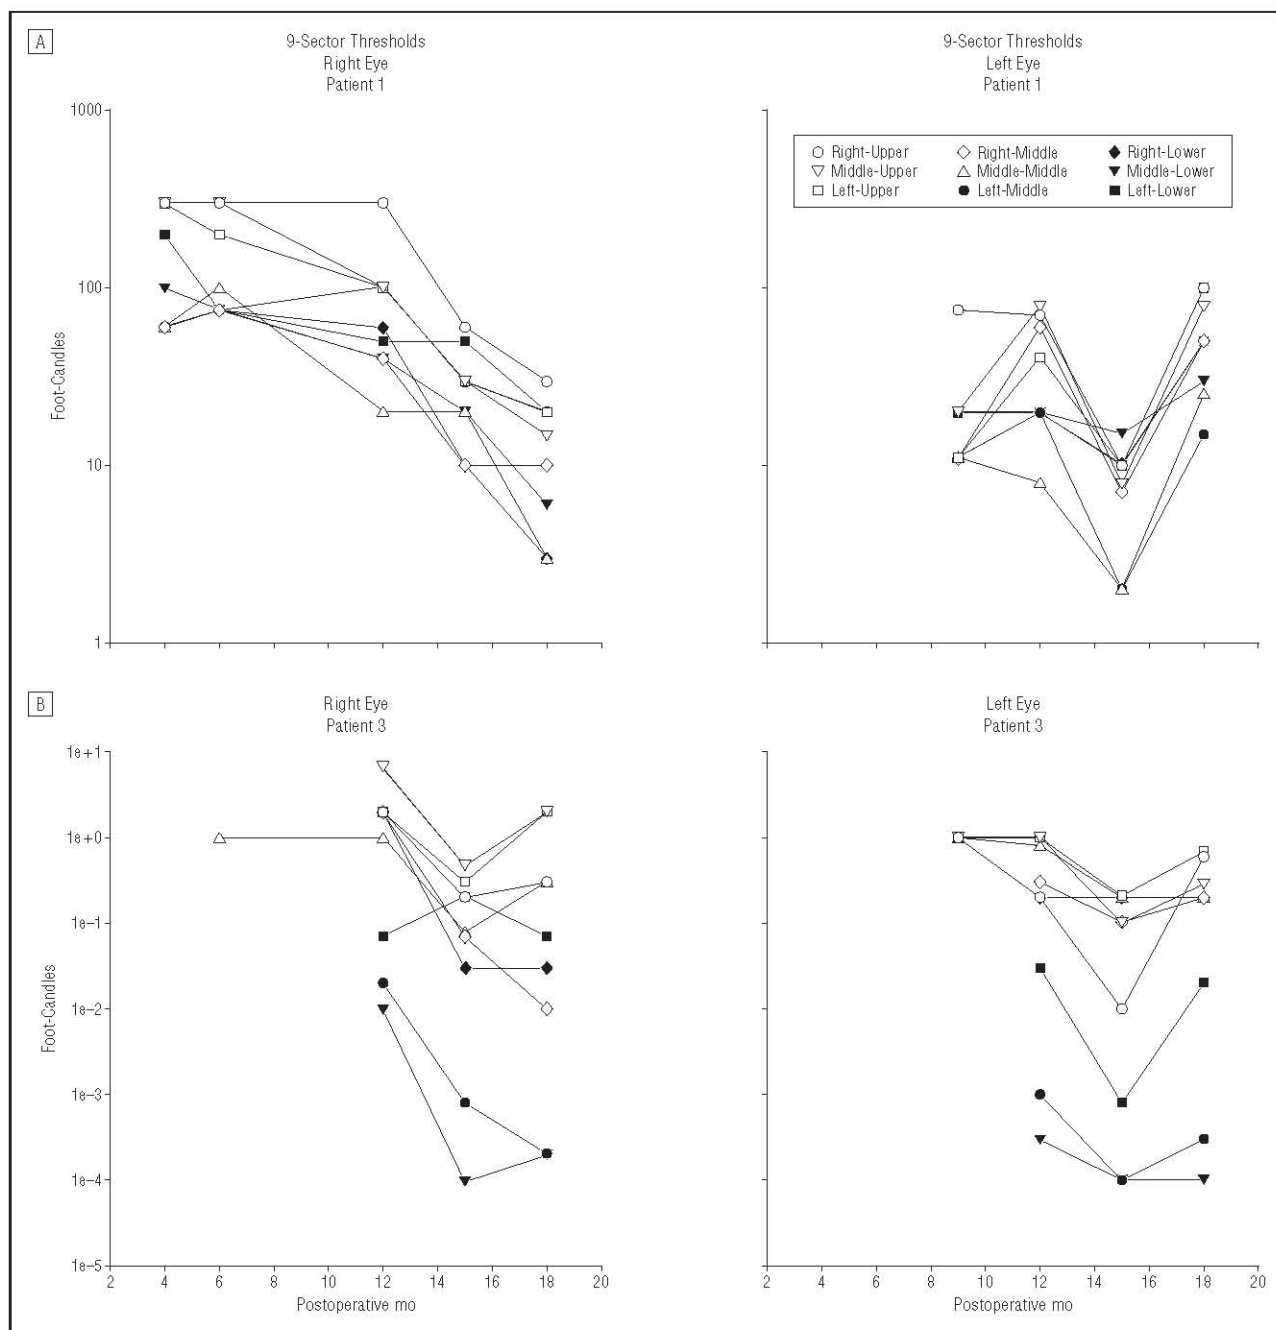 A
9-Sector Thresholds
Right Eye
Patient 1
9-Sector Thresholds
Left Eye
Patient 1
1000
300
100
30
10
1
Foot-Candles
Right-Upper Right-Middle Right-Lower
Middle-Upper Middle-Middle Middle-Lower
Left-Upper Left-Middle Left-Lower
B
Right Eye
Patient 3
Left Eye
Patient 3
1e+1
1e+0
1e–1
1e–2
1e–3
1e–4
1e–5
Foot-Candles
2 4 6 8 10 12 14 16 18 20
Postoperative mo
2 4 6 8 10 12 14 16 18 20
Postoperative mo